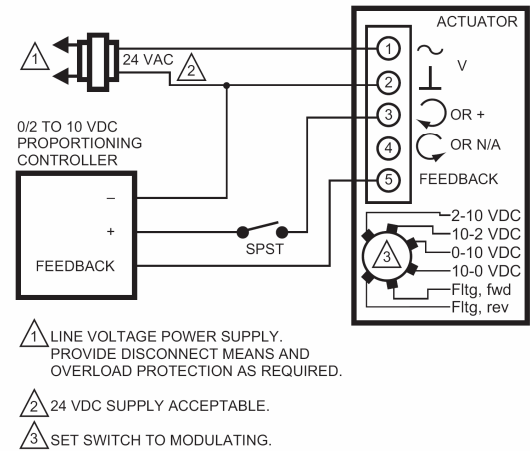 ACTUATOR
1
24 VAC
2
1
V
2
0/2 TO 10 VDC
PROPORTIONING
CONTROLLER
3
OR +
4
OR N/A
5
FEEDBACK
–
+
SPST
FEEDBACK
3
2-10 VDC
10-2 VDC
0-10 VDC
10-0 VDC
Fltg, fwd
Fltg, rev
1 LINE VOLTAGE POWER SUPPLY.
PROVIDE DISCONNECT MEANS AND
OVERLOAD PROTECTION AS REQUIRED.
2 24 VDC SUPPLY ACCEPTABLE.
3 SET SWITCH TO MODULATING.